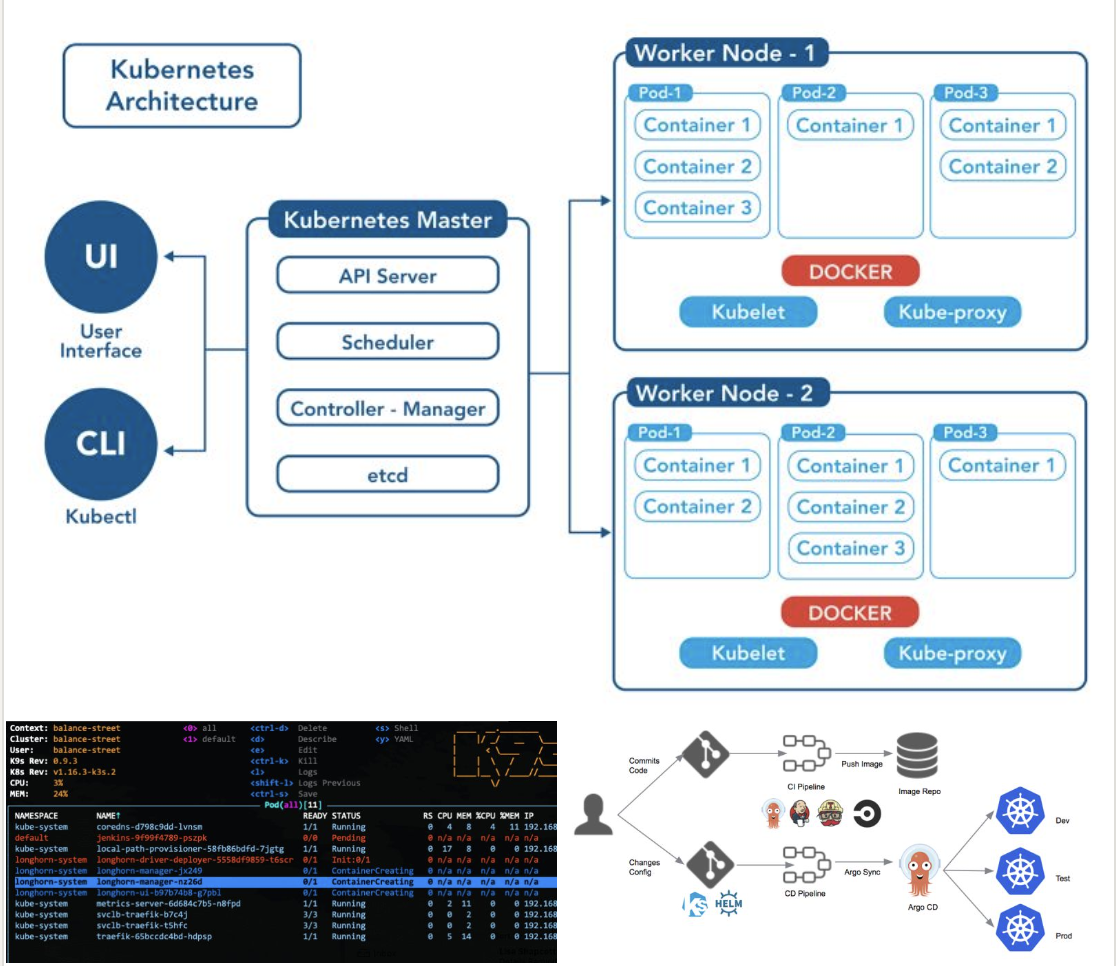 Kubernetes
Architecture
UI
User
Interface
CLI
Kubectl
Kubernetes Master
API Server
Scheduler
Controller - Manager
etcd
Worker Node - 1
Pod-1
Container 1
Container 2
Container 3
Pod-2
Container 1
Pod-3
Container 1
Container 2
DOCKER
Kubelet
Kube-proxy
Worker Node - 2
Pod-1
Container 1
Container 2
Pod-2
Container 1
Container 2
Container 3
Pod-3
Container 1
DOCKER
Kubelet
Kube-proxy
Context: balance-street <0> all <ctrl-d> Delete <s> Shell
Cluster: balance-street <1> default <d> Describe <y> YAML
User: balance-street <e> Edit
K9s Rev: 0.9.3 <ctrl-k> Kill
K8s Rev: v1.16.3-k3s.2 <l> Logs
CPU: 3% <shift-l> Logs Previous
MEM: 24% <ctrl-s> Save
Pod(all)[11]
NAMESPACE NAME↑ READY STATUS RS CPU MEM %CPU %MEM IP
kube-system coredns-d798c9dd-lvnsm 1/1 Running 0 4 8 4 11 192.168
default jenkins-9f99f4789-pszpk 0/0 Pending 0 n/a n/a n/a n/a n/a
kube-system local-path-provisioner-58fb86bdfd-7jgtg 1/1 Running 0 17 8 0 0 192.168
longhorn-system longhorn-driver-deployer-5558df9859-t6scr 0/1 Init:0/1 0 n/a n/a n/a n/a n/a
longhorn-system longhorn-manager-jx249 0/1 ContainerCreating 0 n/a n/a n/a n/a n/a
longhorn-system longhorn-manager-nz26d 0/1 ContainerCreating 0 n/a n/a n/a n/a n/a
longhorn-system longhorn-ui-b97b74b8-g7pbl 0/1 ContainerCreating 0 n/a n/a n/a n/a n/a
kube-system metrics-server-6d684c7b5-n8fpd 1/1 Running 0 2 11 0 0 192.168
kube-system svclb-traefik-b7c4j 3/3 Running 0 0 2 0 0 192.168
kube-system svclb-traefik-t5hfc 3/3 Running 0 0 2 0 0 192.168
kube-system traefik-65bccdc4bd-hdpsp 1/1 Running 0 5 14 0 0 192.168
Commits
Code
CI Pipeline
Push Image
Image Repo
Changes
Config
KS
HELM
CD Pipeline
Argo Sync
Argo CD
Dev
Test
Prod